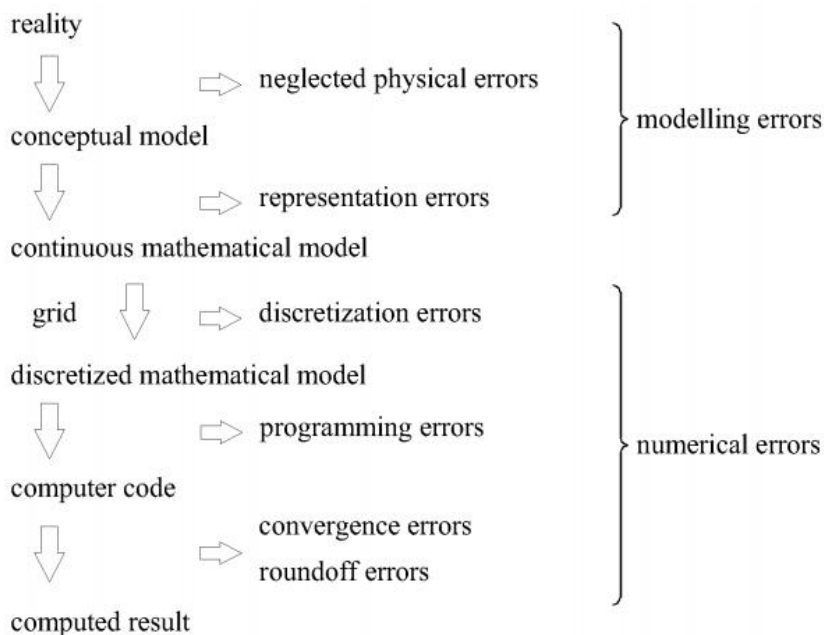 reality
neglected physical errors
modelling errors
conceptual model
representation errors
continuous mathematical model
grid
discretization errors
discretized mathematical model
programming errors
numerical errors
computer code
convergence errors
roundoff errors
computed result